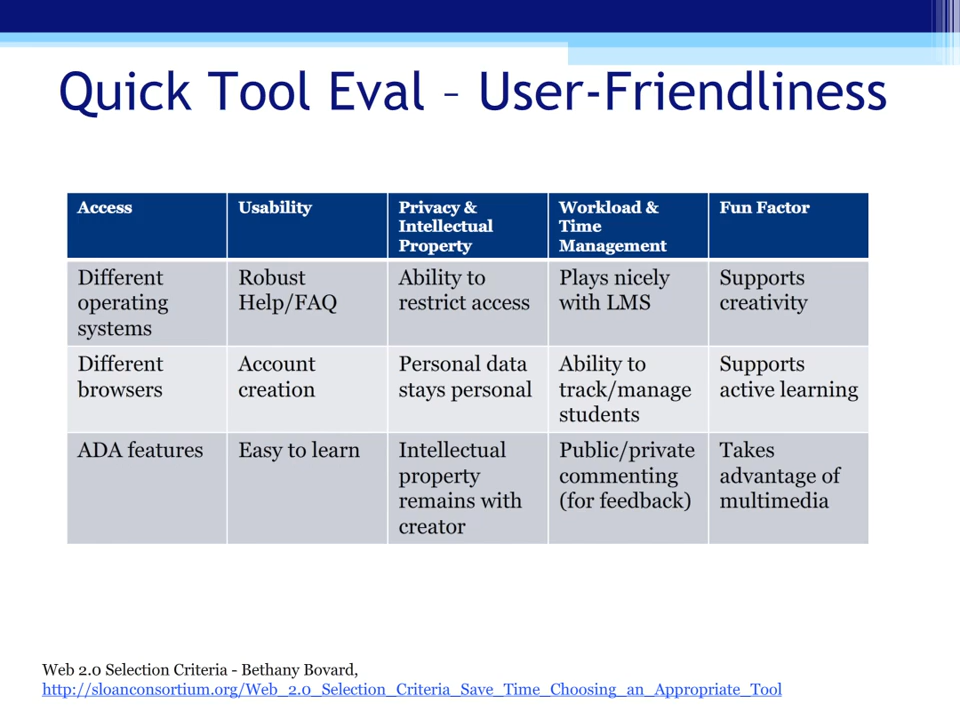 Quick Tool Eval – User-Friendliness
Access
Usability
Privacy &
Intellectual
Property
Workload &
Time
Management
Fun Factor
Different
operating
systems
Robust
Help/FAQ
Ability to
restrict access
Plays nicely
with LMS
Supports
creativity
Different
browsers
Account
creation
Personal data
stays personal
Ability to
track/manage
students
Supports
active learning
ADA features
Easy to learn
Intellectual
property
remains with
creator
Public/private
commenting
(for feedback)
Takes
advantage of
multimedia
Web 2.0 Selection Criteria - Bethany Bovard,
http://sloanconsortium.org/Web_2.0_Selection_Criteria_Save_Time_Choosing_an_Appropriate_Tool